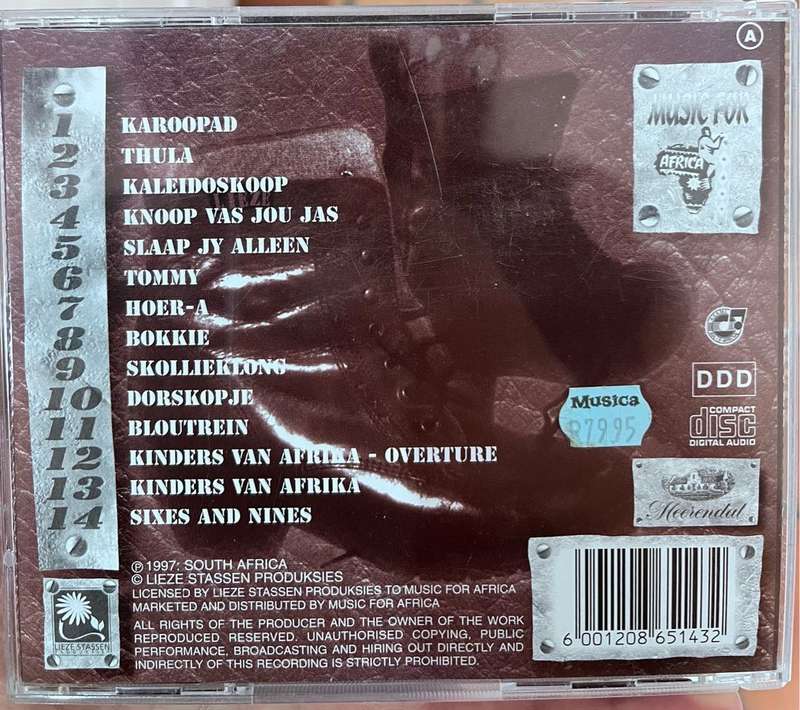 A
MUSIC FOR
AFRICA
1 KAROOPAD
2 THULA
3 KALEIDOSKOOP
4 KNOOP VAS JOU JAS
5 SLAAP JY ALLEEN
6 TOMMY
7 HOER-A
8 BOKKIE
9 SKOLLIEKLONG
10 DORSKOPJE
11 BLOUTREIN
12 KINDERS VAN AFRIKA - OVERTURE
13 KINDERS VAN AFRIKA
14 SIXES AND NINES
LIEZE
DDD
Musica
R79.95
COMPACT
disc
DIGITAL AUDIO
Meerendal
℗ 1997: SOUTH AFRICA
© LIEZE STASSEN PRODUKSIES
LICENSED BY LIEZE STASSEN PRODUKSIES TO MUSIC FOR AFRICA
MARKETED AND DISTRIBUTED BY MUSIC FOR AFRICA
ALL RIGHTS OF THE PRODUCER AND THE OWNER OF THE WORK
REPRODUCED RESERVED. UNAUTHORISED COPYING, PUBLIC
PERFORMANCE, BROADCASTING AND HIRING OUT DIRECTLY AND
INDIRECTLY OF THIS RECORDING IS STRICTLY PROHIBITED.
LIEZE STASSEN
6 001208 651432